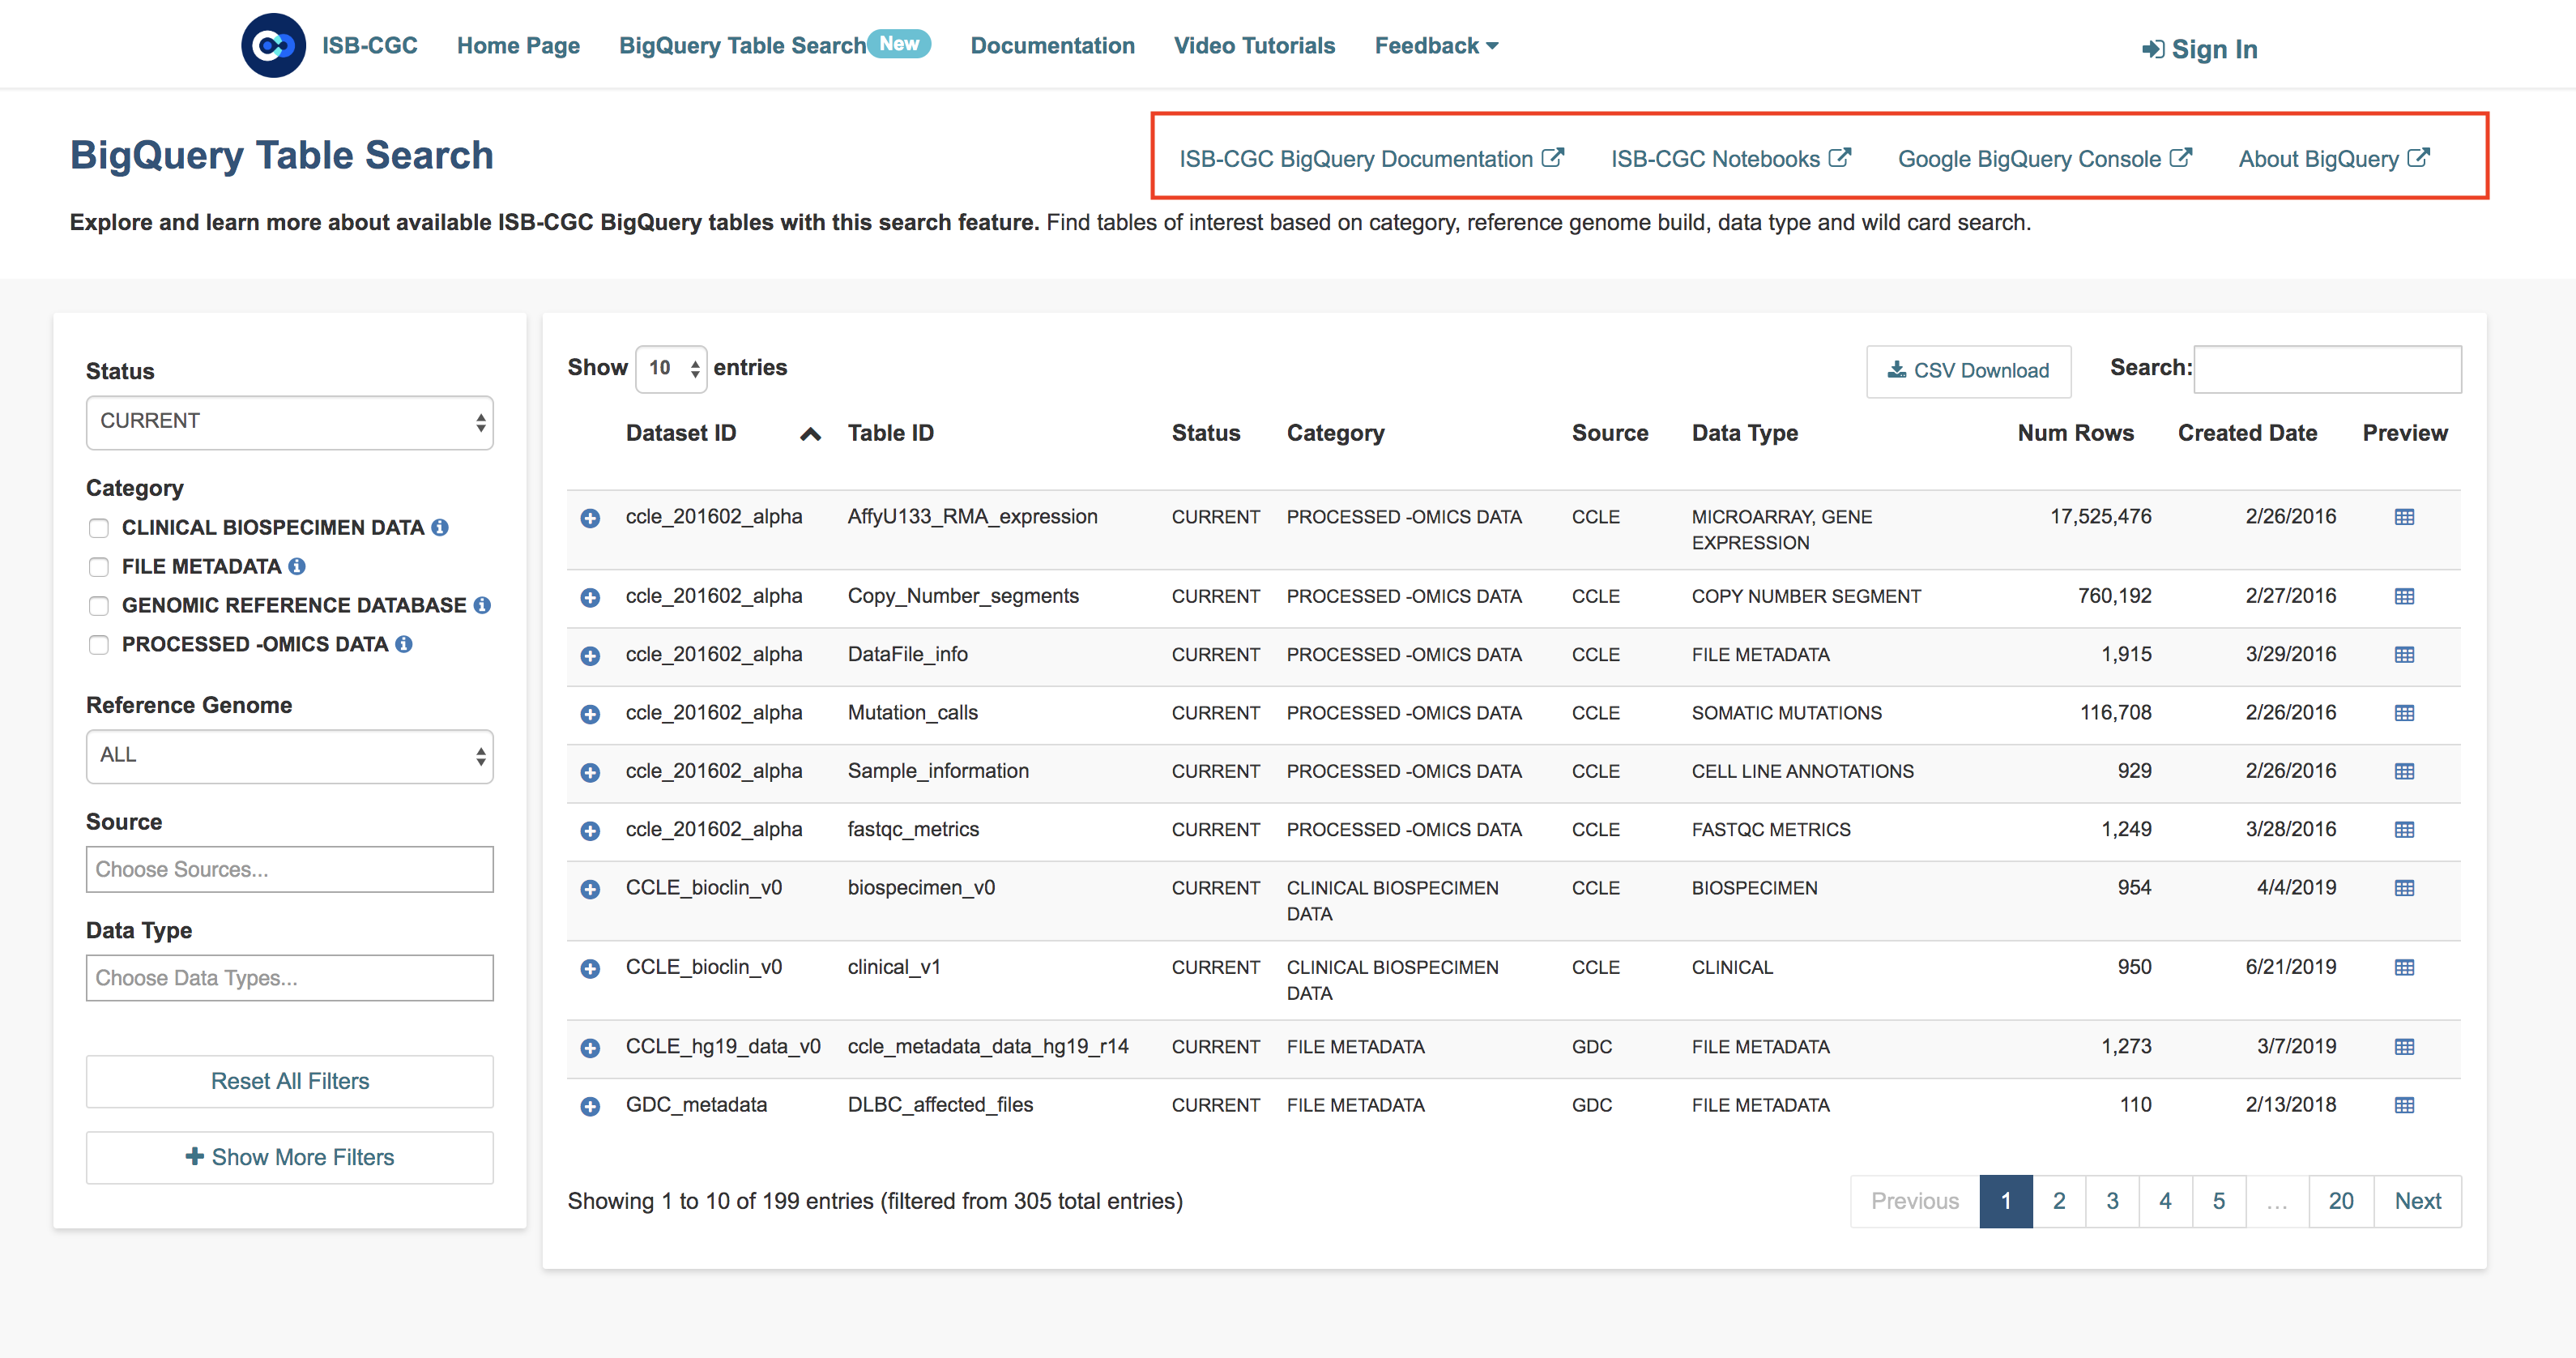 ISB-CGC Home Page BigQuery Table Search New Documentation Video Tutorials Feedback Sign In
BigQuery Table Search
ISB-CGC BigQuery Documentation ISB-CGC Notebooks Google BigQuery Console About BigQuery
Explore and learn more about available ISB-CGC BigQuery tables with this search feature. Find tables of interest based on category, reference genome build, data type and wild card search.
Status
CURRENT
Category
CLINICAL BIOSPECIMEN DATA
FILE METADATA
GENOMIC REFERENCE DATABASE
PROCESSED -OMICS DATA
Reference Genome
ALL
Source
Choose Sources...
Data Type
Choose Data Types...
Reset All Filters
Show More Filters
Show 10 entries CSV Download Search:
Dataset ID Table ID Status Category Source Data Type Num Rows Created Date Preview
ccle_201602_alpha AffyU133_RMA_expression CURRENT PROCESSED -OMICS DATA CCLE MICROARRAY, GENE 17,525,476 2/26/2016
EXPRESSION
ccle_201602_alpha Copy_Number_segments CURRENT PROCESSED -OMICS DATA CCLE COPY NUMBER SEGMENT 760,192 2/27/2016
ccle_201602_alpha DataFile_info CURRENT PROCESSED -OMICS DATA CCLE FILE METADATA 1,915 3/29/2016
ccle_201602_alpha Mutation_calls CURRENT PROCESSED -OMICS DATA CCLE SOMATIC MUTATIONS 116,708 2/26/2016
ccle_201602_alpha Sample_information CURRENT PROCESSED -OMICS DATA CCLE CELL LINE ANNOTATIONS 929 2/26/2016
ccle_201602_alpha fastqc_metrics CURRENT PROCESSED -OMICS DATA CCLE FASTQC METRICS 1,249 3/28/2016
CCLE_bioclin_v0 biospecimen_v0 CURRENT CLINICAL BIOSPECIMEN CCLE BIOSPECIMEN 954 4/4/2019
DATA
CCLE_bioclin_v0 clinical_v1 CURRENT CLINICAL BIOSPECIMEN CCLE CLINICAL 950 6/21/2019
DATA
CCLE_hg19_data_v0 ccle_metadata_data_hg19_r14 CURRENT FILE METADATA GDC FILE METADATA 1,273 3/7/2019
GDC_metadata DLBC_affected_files CURRENT FILE METADATA GDC FILE METADATA 110 2/13/2018
Showing 1 to 10 of 199 entries (filtered from 305 total entries) Previous 1 2 3 4 5 ... 20 Next